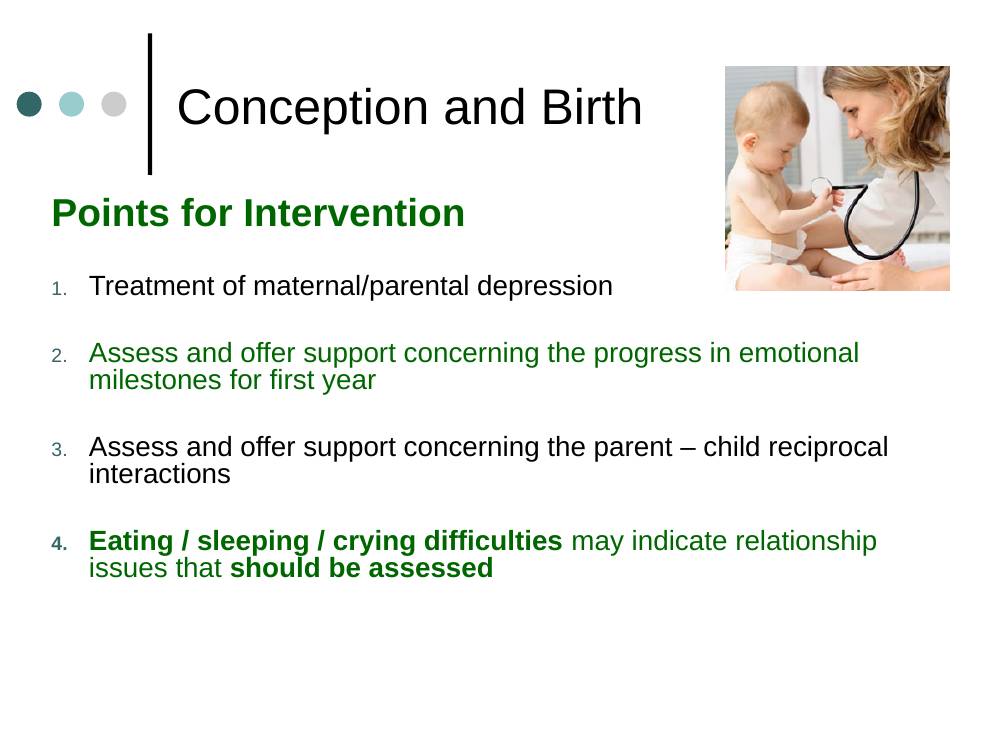 Conception and Birth
Points for Intervention
1. Treatment of maternal/parental depression
2. Assess and offer support concerning the progress in emotional
milestones for first year
3. Assess and offer support concerning the parent – child reciprocal
interactions
4. Eating / sleeping / crying difficulties may indicate relationship
issues that should be assessed